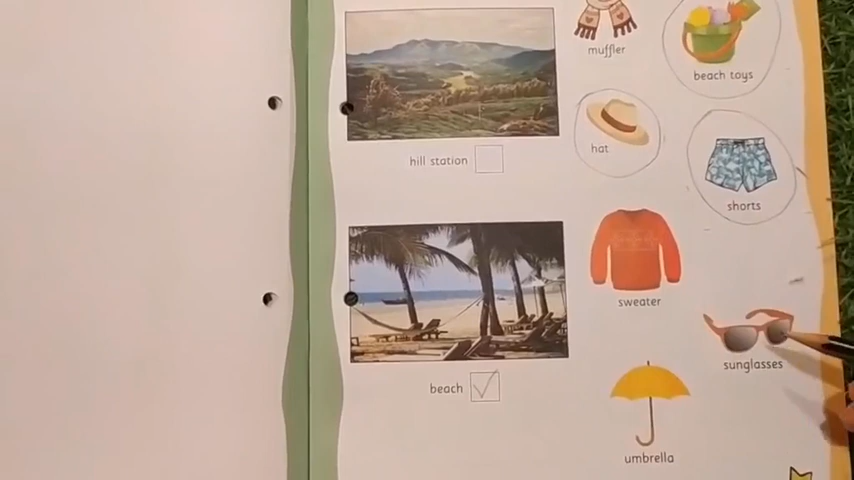 muffler
beach toys
hill station
hat
shorts
sweater
sunglasses
beach
umbrella